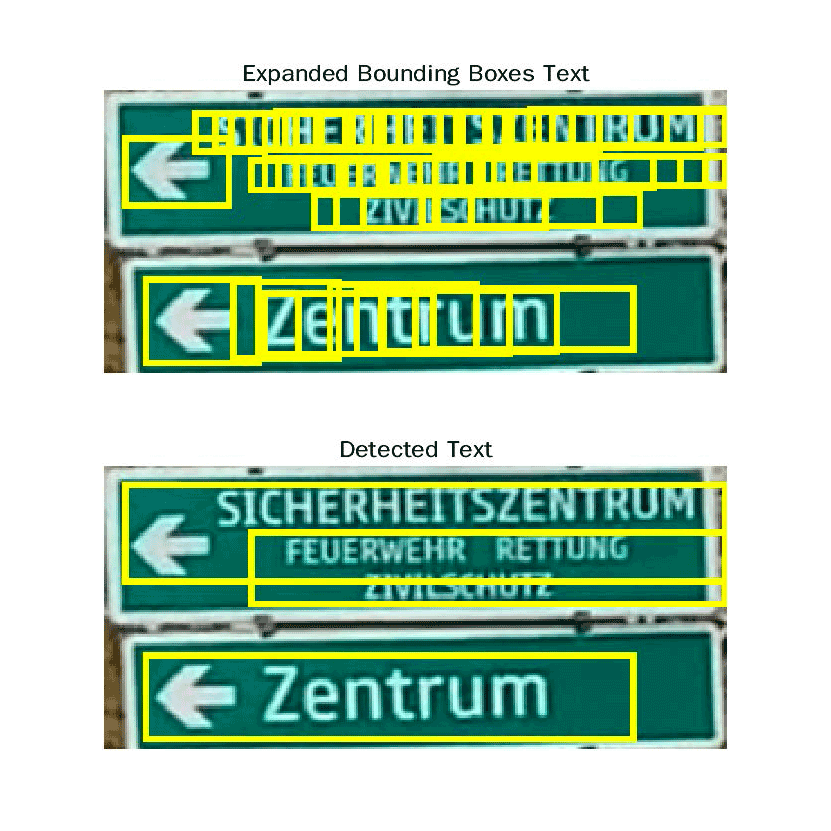 Expanded Bounding Boxes Text
SICHERHEITSZENTRUM
FEUERWEHR RETTUNG
ZIVILSCHUTZ
Zentrum
Detected Text
SICHERHEITSZENTRUM
FEUERWEHR RETTUNG
ZIVILSCHUTZ
Zentrum